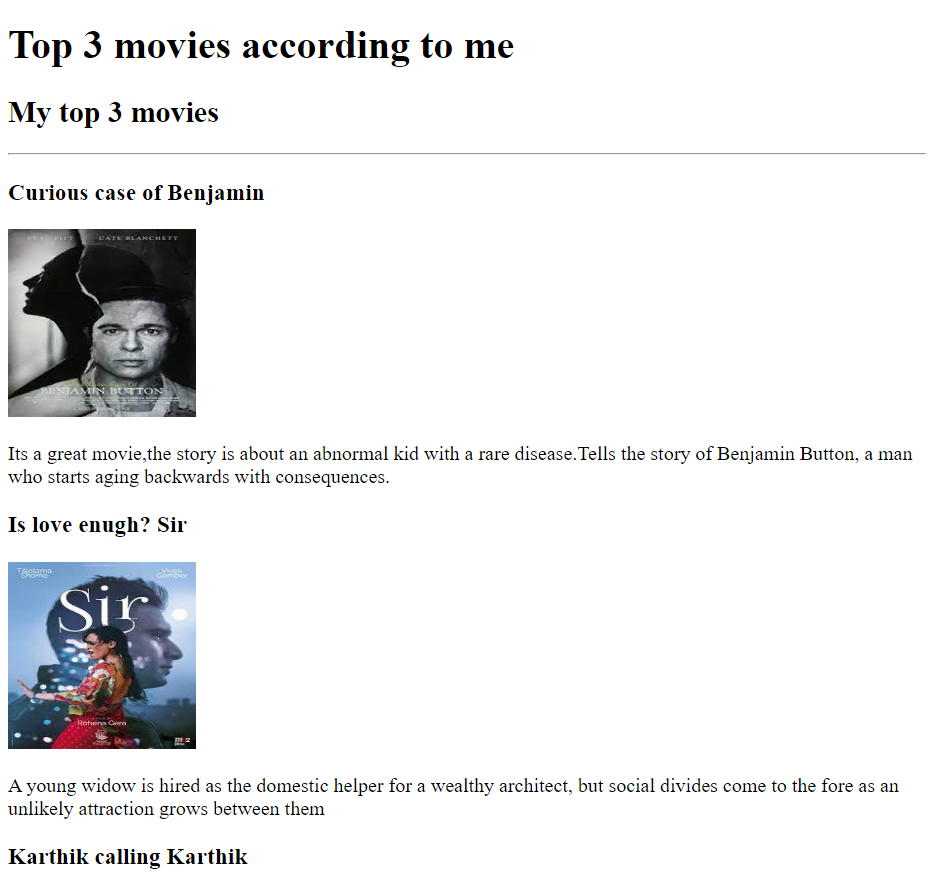 Top 3 movies according to me
My top 3 movies
Curious case of Benjamin
PITT CATE BLANCHETT
BENJAMIN BUTTON
Its a great movie,the story is about an abnormal kid with a rare disease.Tells the story of Benjamin Button, a man
who starts aging backwards with consequences.
Is love enugh? Sir
Tillotama Vivek
Shome Gomber
Sir
Rohena Gera
A young widow is hired as the domestic helper for a wealthy architect, but social divides come to the fore as an
unlikely attraction grows between them
Karthik calling Karthik